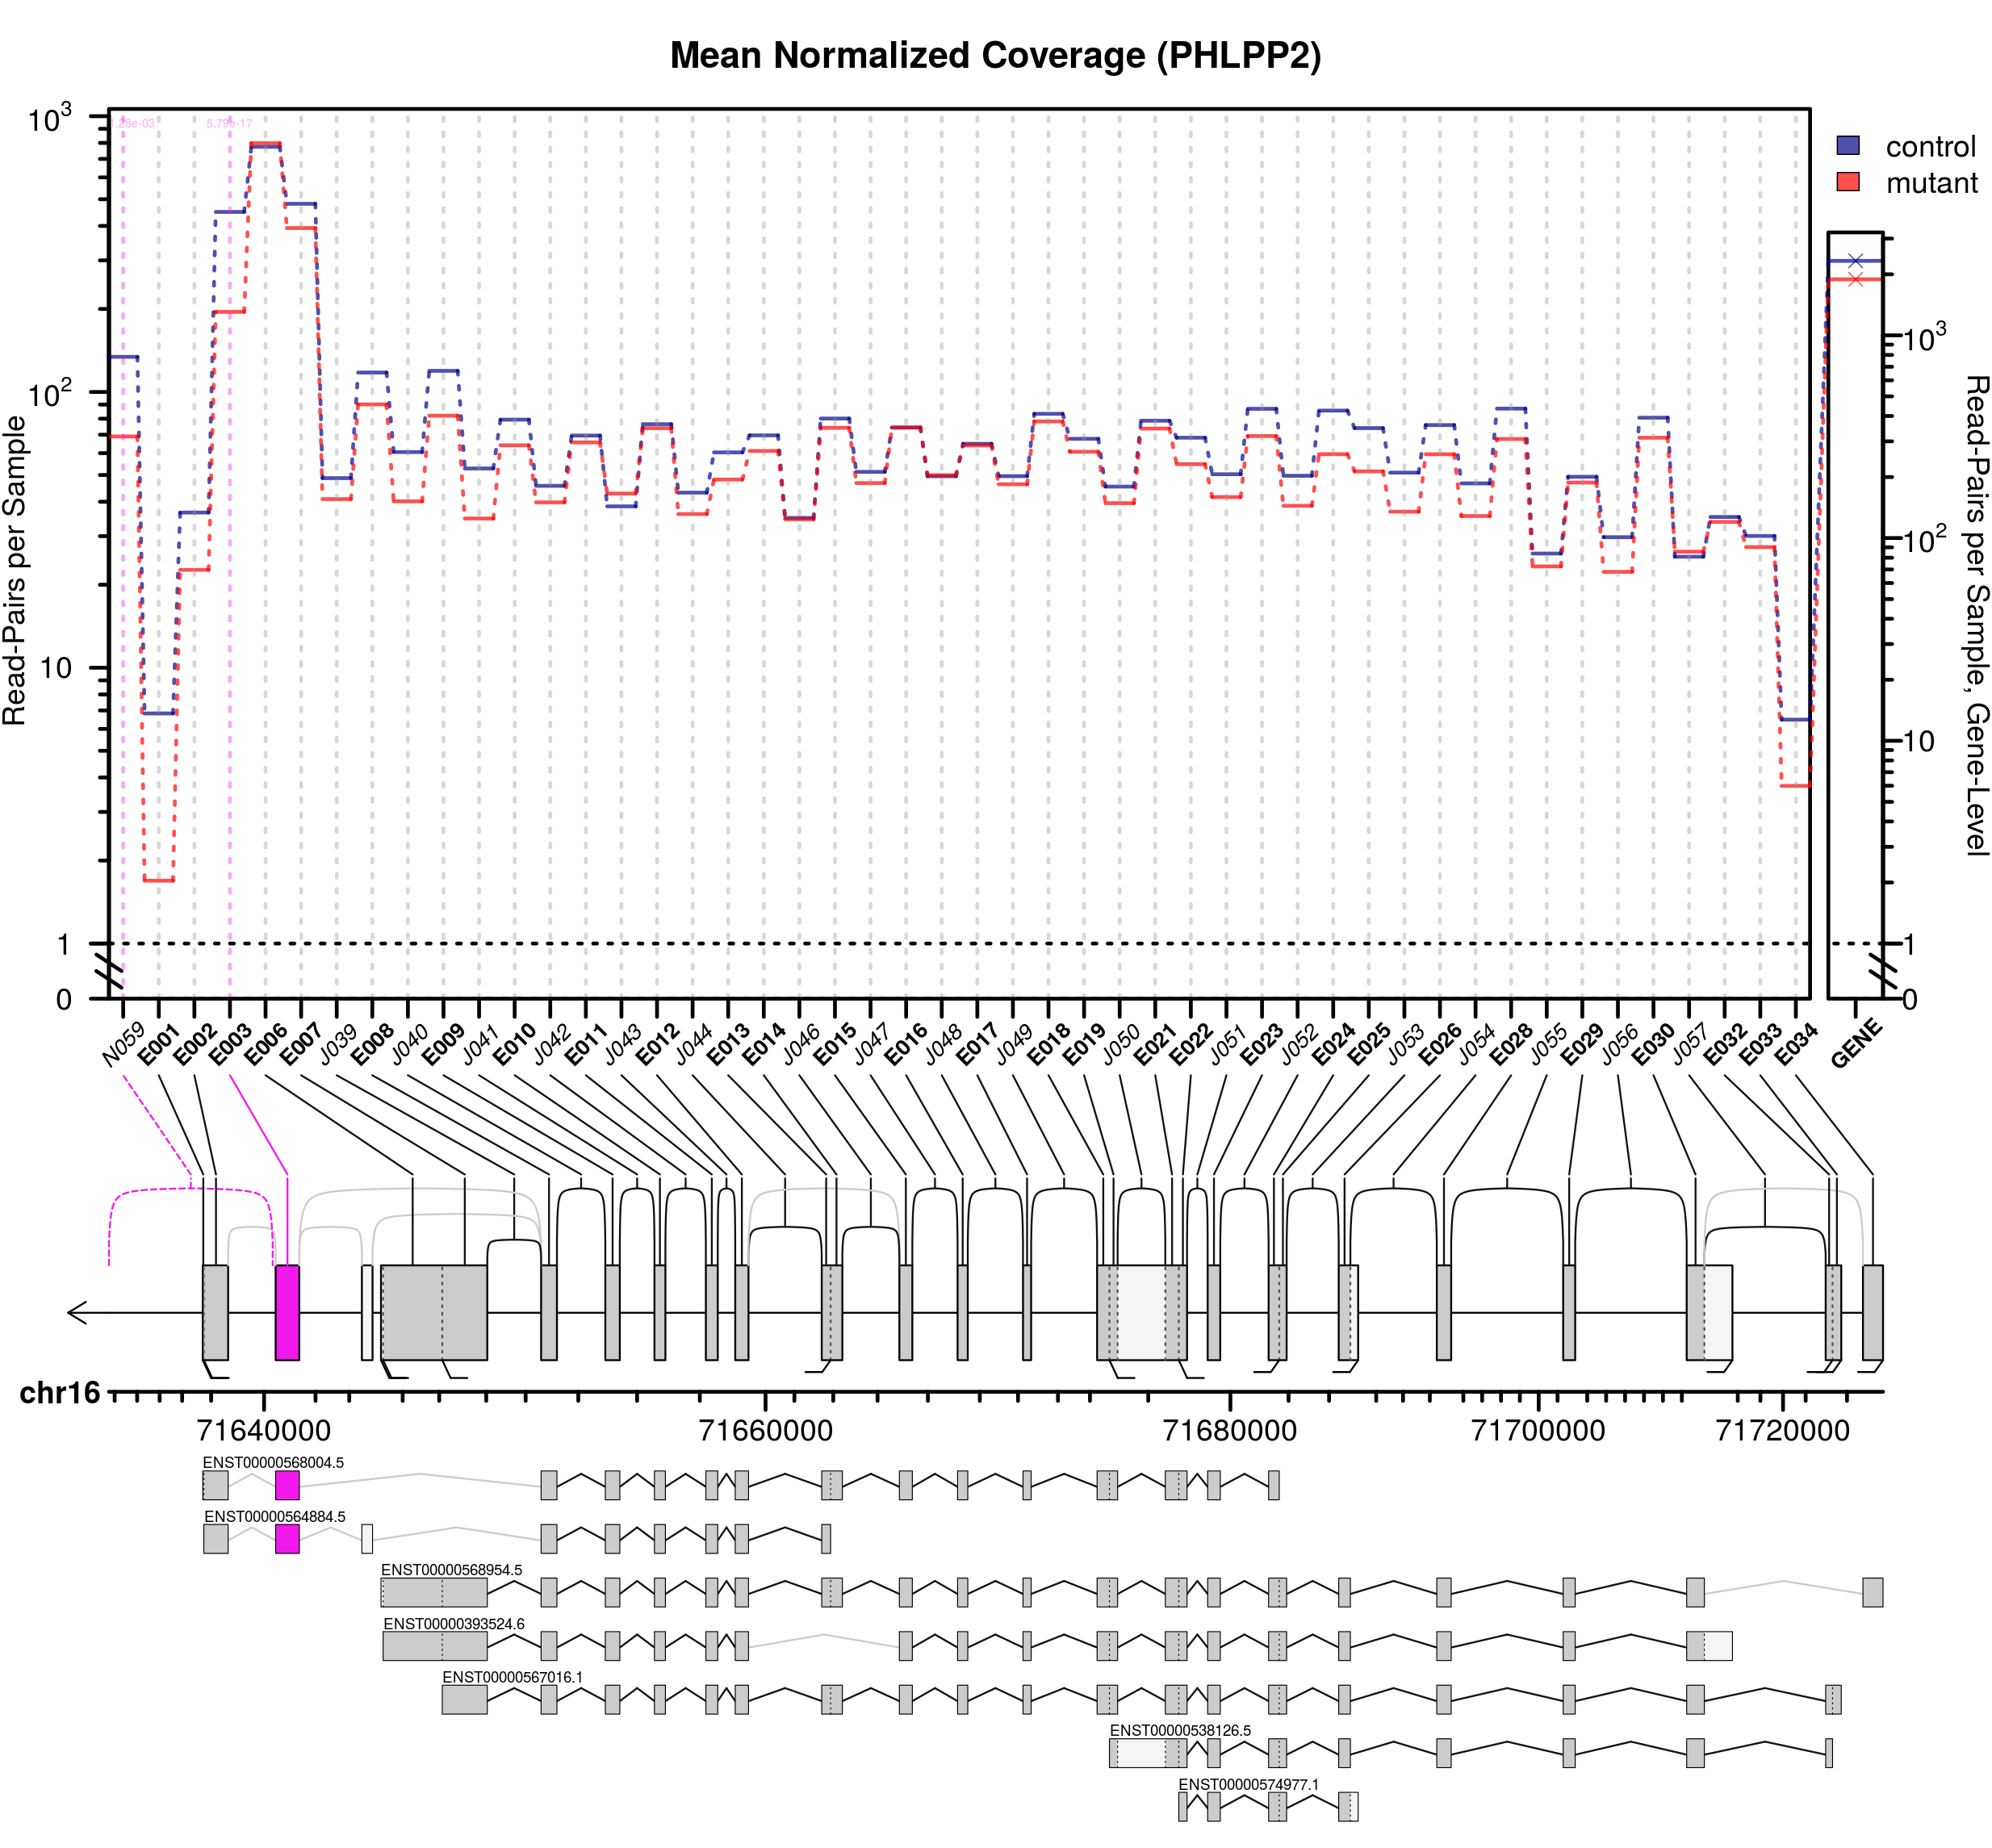 Mean Normalized Coverage (PHLPP2)
10^3
10^2
10
1
0
Read-Pairs per Sample
5.79e-17
control
mutant
10^3
10^2
10
1
0
Read-Pairs per Sample, Gene-Level
N059 E001 E002 E003 E006 E007 J039 E008 J040 E009 J041 E010 J042 E011 J043 E012 J044 E013 E014 J046 E015 J047 E016 J048 E017 J049 E018 E019 J050 E021 E022 J051 E023 J052 E024 E025 J053 E026 J054 E028 J055 E029 J056 E030 J057 E032 E033 E034 GENE
chr16
71640000 71660000 71680000 71700000 71720000
ENST00000568004.5
ENST00000564884.5
ENST00000568954.5
ENST00000393524.6
ENST00000567016.1
ENST00000538126.5
ENST00000574977.1